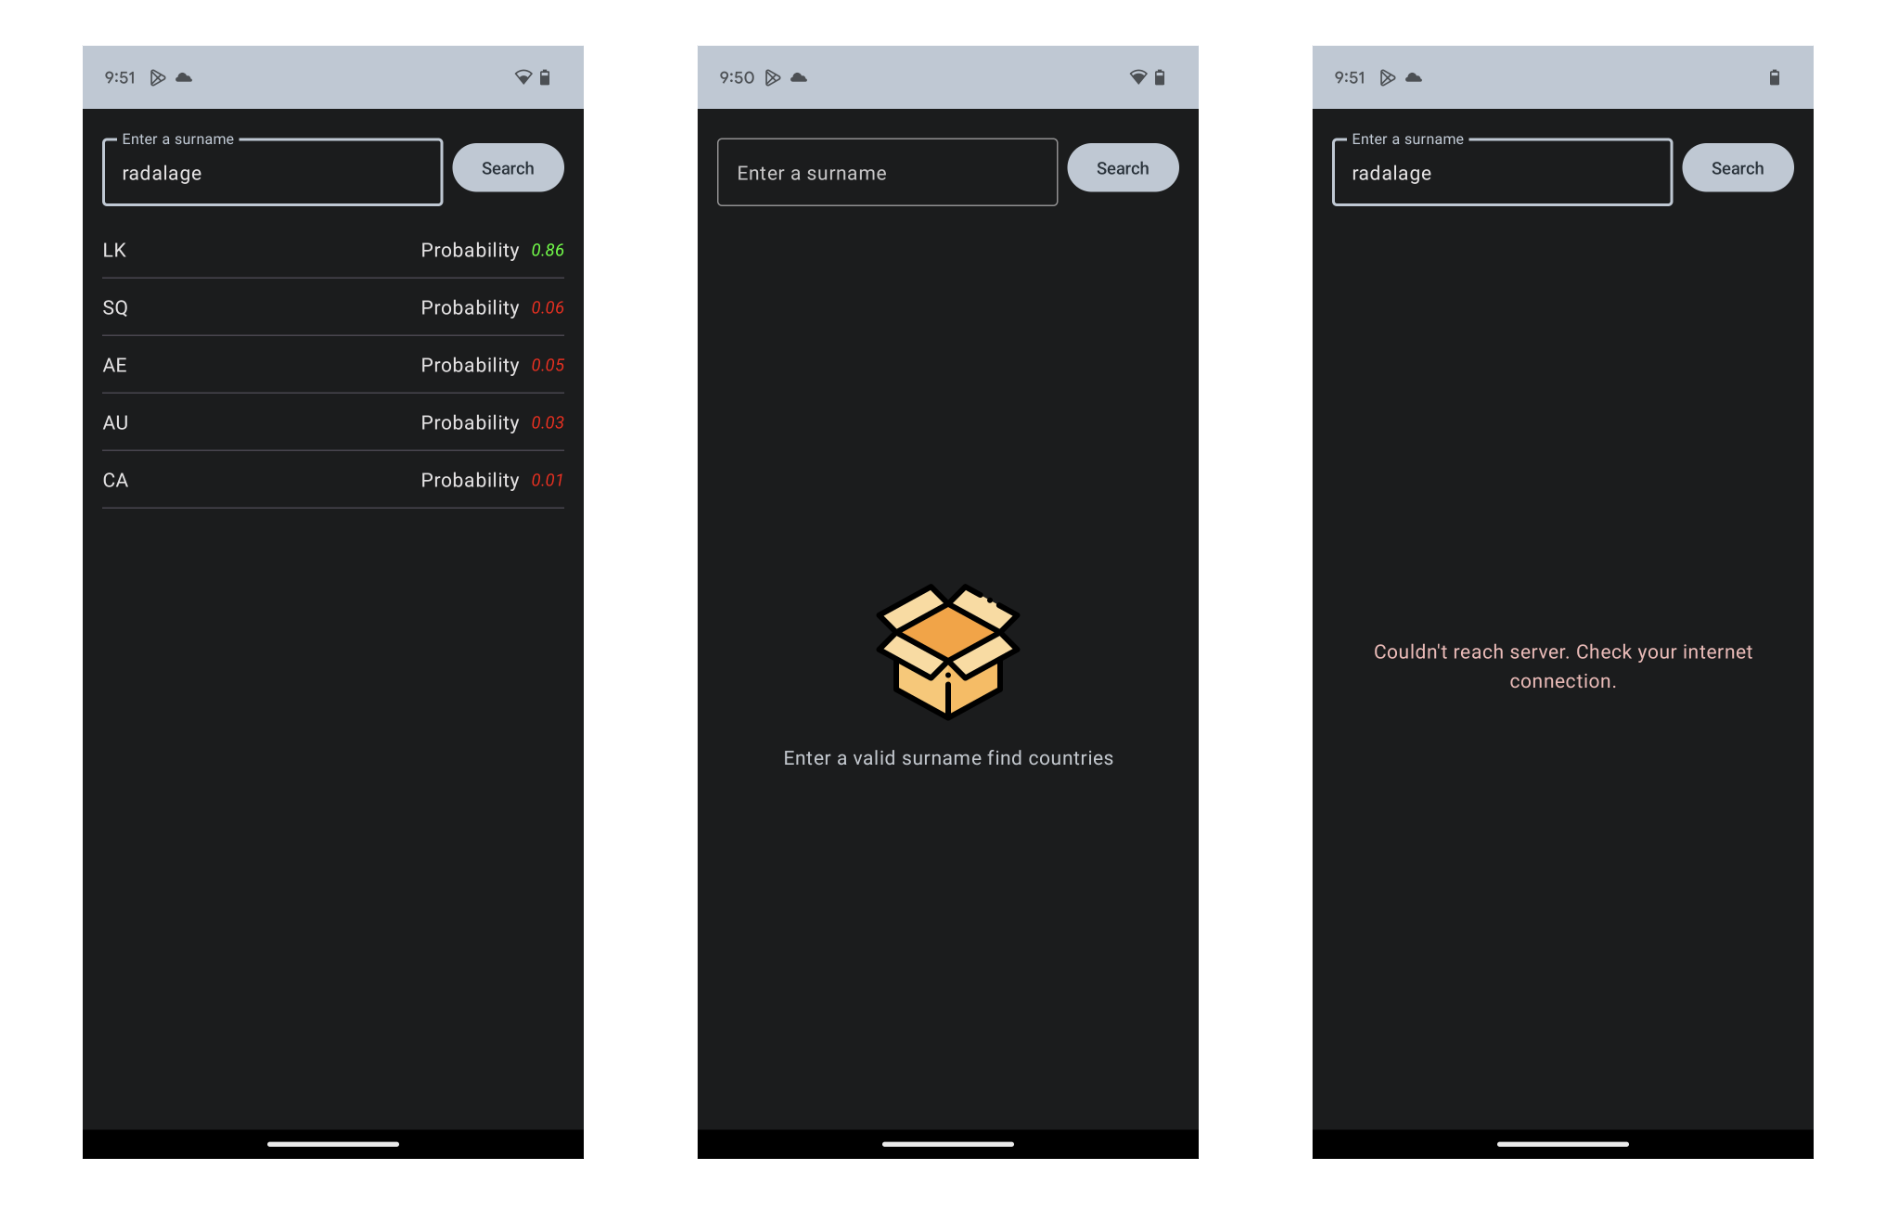 9:51
Enter a surname
radalage
Search
LK Probability 0.86
SQ Probability 0.06
AE Probability 0.05
AU Probability 0.03
CA Probability 0.01
9:50
Enter a surname
Search
Enter a valid surname find countries
9:51
Enter a surname
radalage
Search
Couldn't reach server. Check your internet
connection.